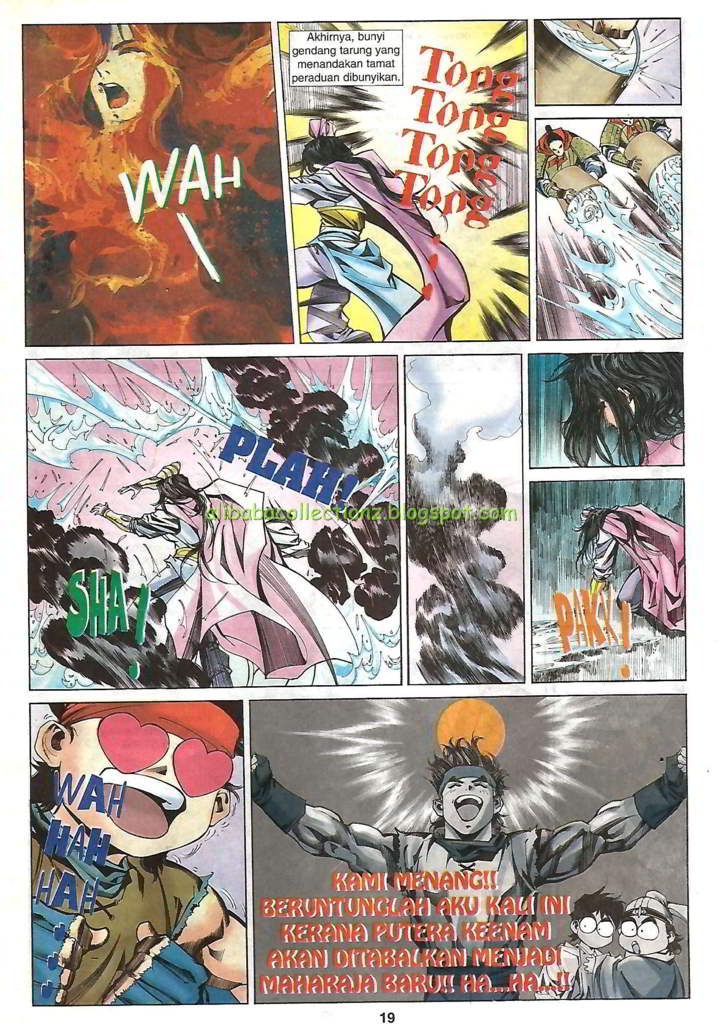 WAH
Akhirnya, bunyi
gendang tarung yang
menandakan tamat
peraduan dibunyikan.
Tong
Tong
Tong
Tong
PLAH!
SHA!
alibabacollectionz.blogspot.com
PAKK!
WAH
HAH
HAH
KAMI MENANG!!
BERUNTUNGLAH AKU KALI INI
KERANA PUTERA KEENAM
AKAN DITABALKAN MENJADI
MAHARAJA BARU!! HA...HA...!!
19